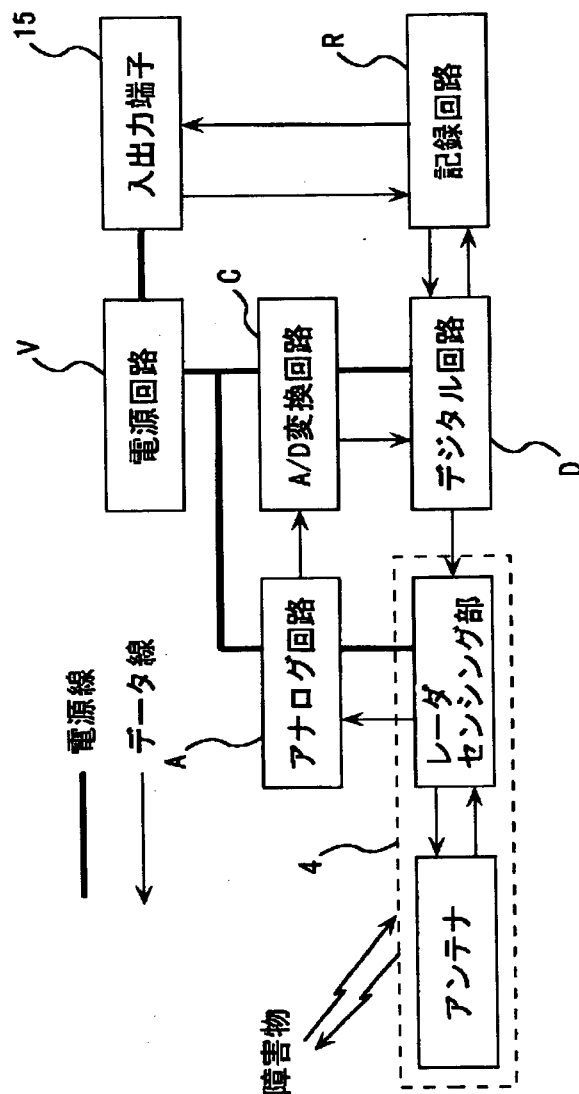 電源線
データ線
15
入出力端子
V
電源回路
R
記録回路
C
A/D変換回路
A
アナログ回路
デジタル回路
D
4
レーダ
センシング部
アンテナ
障害物